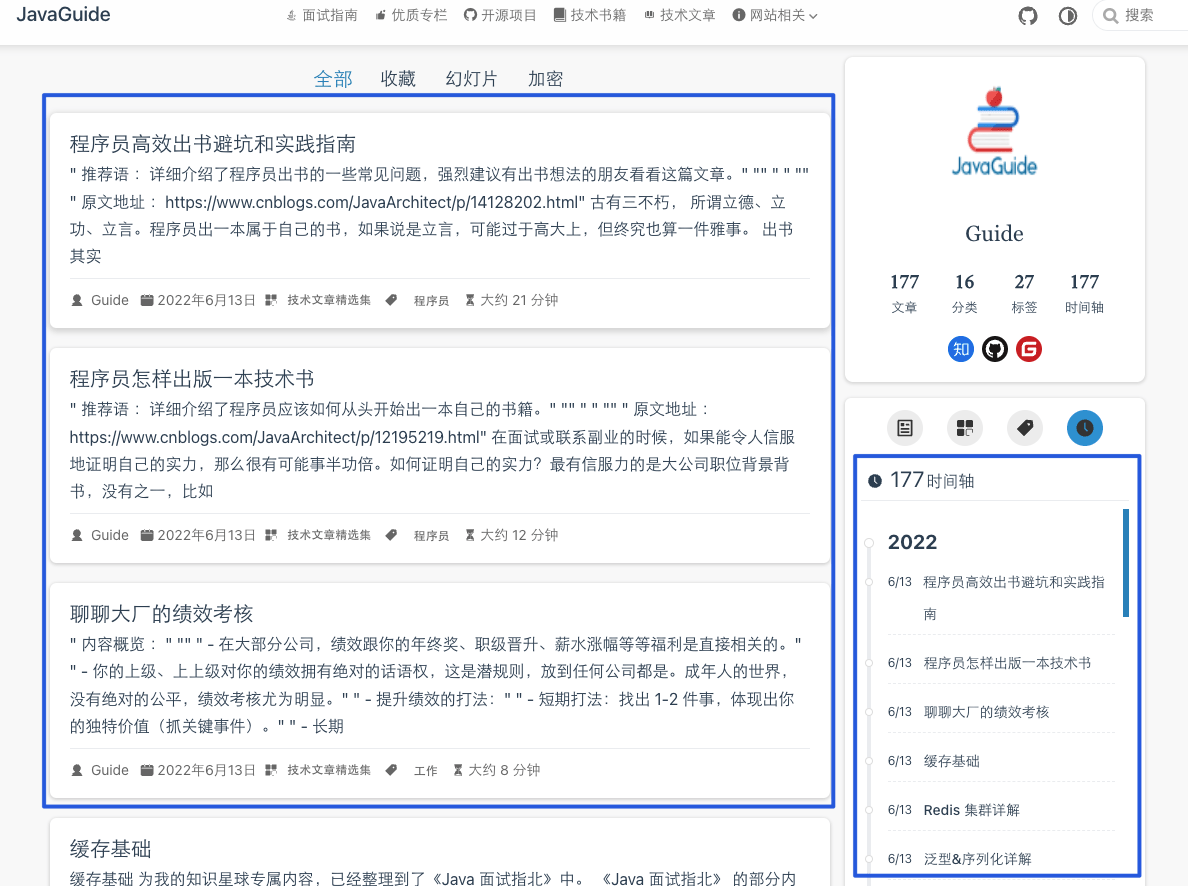 JavaGuide
面试指南 优质专栏 开源项目 技术书籍 技术文章 网站相关 搜索
全部 收藏 幻灯片 加密
程序员高效出书避坑和实践指南
" 推荐语 ：详细介绍了程序员出书的一些常见问题，强烈建议有出书想法的朋友看看这篇文章。" "" " " ""
" 原文地址 ：https://www.cnblogs.com/JavaArchitect/p/14128202.html" 古有三不朽， 所谓立德、立
功、立言。程序员出一本属于自己的书，如果说是立言，可能过于高大上，但终究也算一件雅事。 出书
其实
Guide 2022年6月13日 技术文章精选集 程序员 大约 21 分钟
程序员怎样出版一本技术书
" 推荐语 ：详细介绍了程序员应该如何从头开始出一本自己的书籍。" "" " " "" " 原文地址 ：
https://www.cnblogs.com/JavaArchitect/p/12195219.html" 在面试或联系副业的时候，如果能令人信服
地证明自己的实力，那么很有可能事半功倍。如何证明自己的实力？最有信服力的是大公司职位背景背
书，没有之一，比如
Guide 2022年6月13日 技术文章精选集 程序员 大约 12 分钟
聊聊大厂的绩效考核
" 内容概览 ：" "" " - 在大部分公司，绩效跟你的年终奖、职级晋升、薪水涨幅等等福利是直接相关的。"
" - 你的上级、上上级对你的绩效拥有绝对的话语权，这是潜规则，放到任何公司都是。成年人的世界，
没有绝对的公平，绩效考核尤为明显。" " - 提升绩效的打法：" " - 短期打法：找出 1-2 件事，体现出你
的独特价值（抓关键事件）。" " - 长期
Guide 2022年6月13日 技术文章精选集 工作 大约 8 分钟
缓存基础
缓存基础 为我的知识星球专属内容，已经整理到了《Java 面试指北》中。 《Java 面试指北》 的部分内
JavaGuide
Guide
177 16 27 177
文章 分类 标签 时间轴
知 G
177 时间轴
2022
6/13 程序员高效出书避坑和实践指
南
6/13 程序员怎样出版一本技术书
6/13 聊聊大厂的绩效考核
6/13 缓存基础
6/13 Redis 集群详解
6/13 泛型&序列化详解